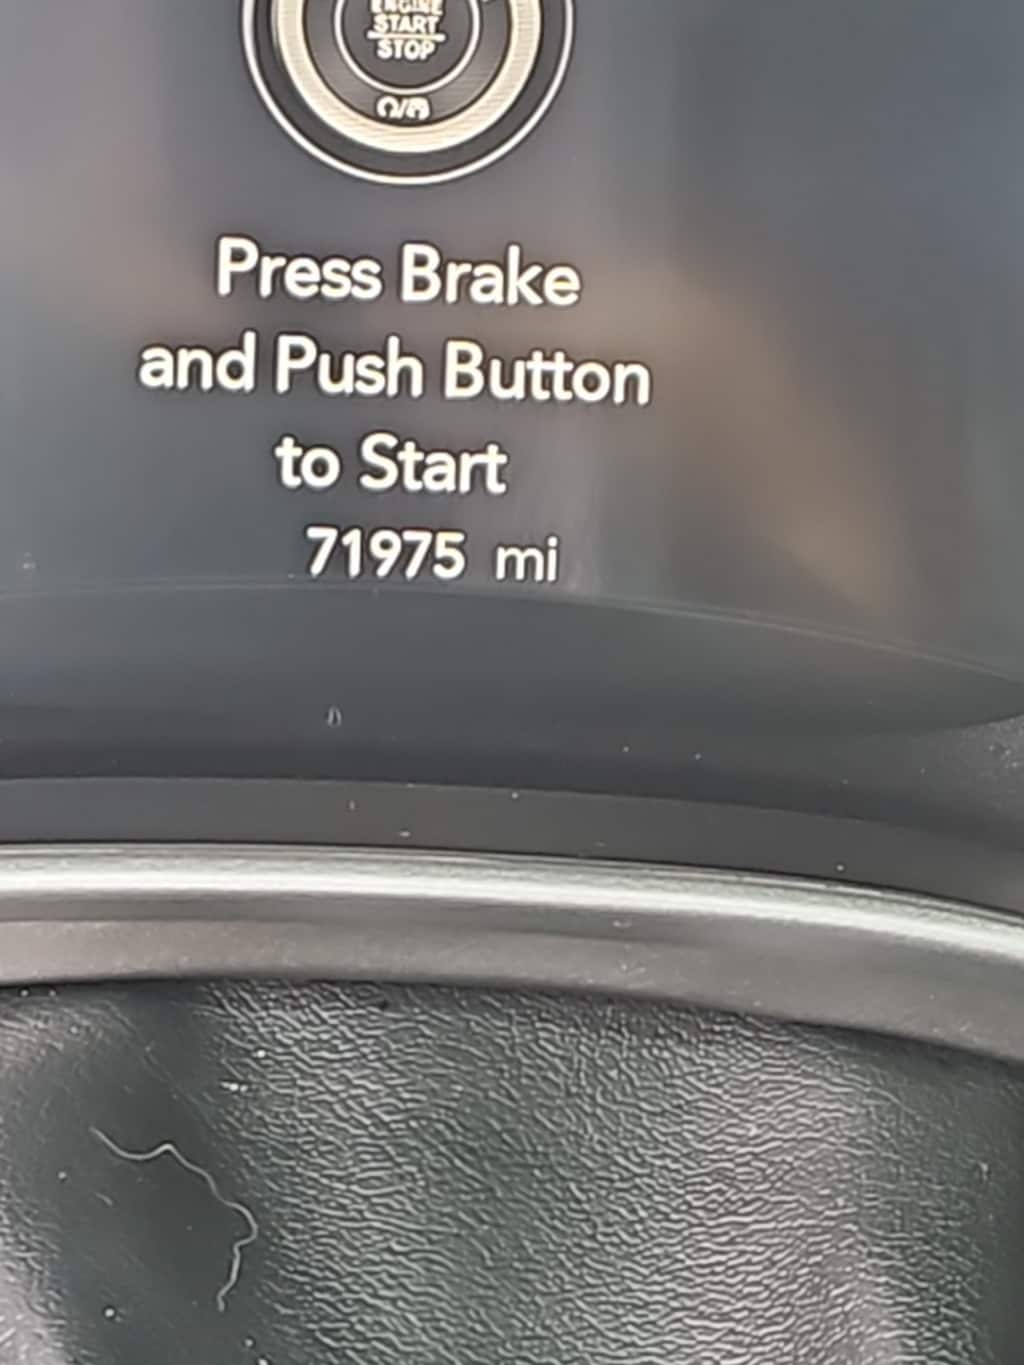 ENGINE
START
STOP
Press Brake
and Push Button
to Start
71975 mi